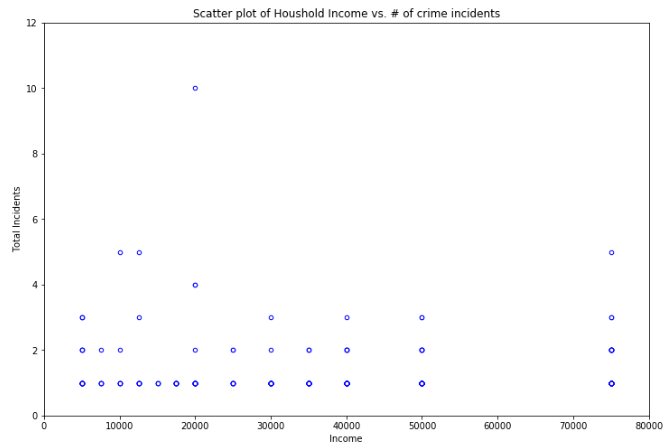 Scatter plot of Houshold Income vs. # of crime incidents
12
10
8
6
4
2
0
Total Incidents
0 10000 20000 30000 40000 50000 60000 70000 80000
Income